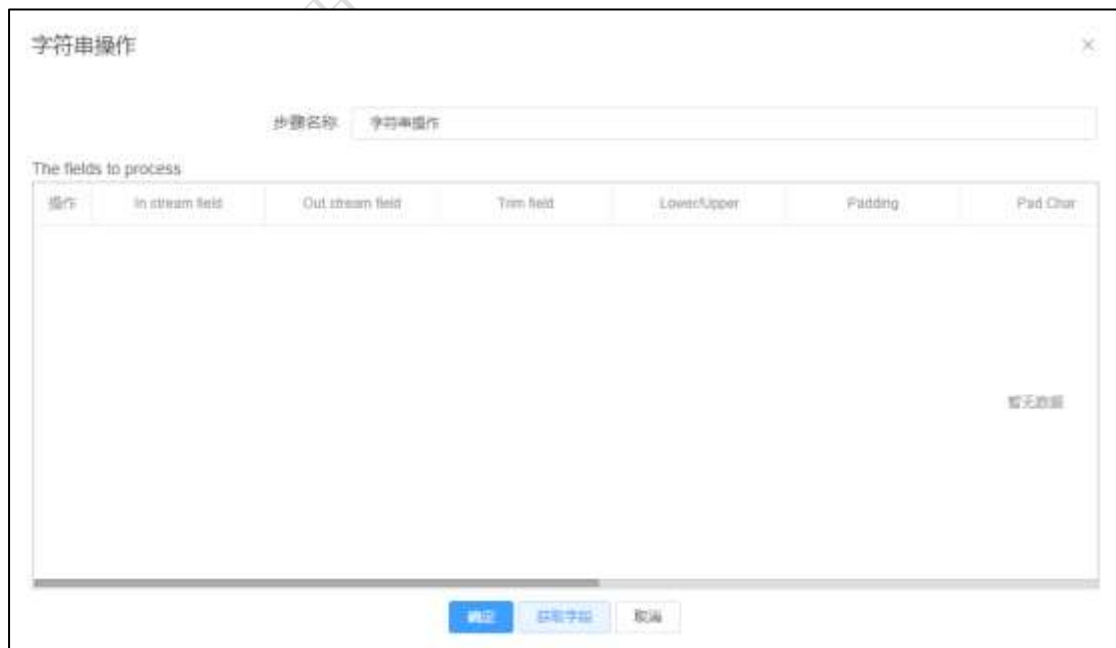 字符串操作
步骤名称 字符串操作
The fields to process
操作 In stream field Out stream field Trim field Lower/Upper Padding Pad Char
暂无数据
确定 获取字段 取消